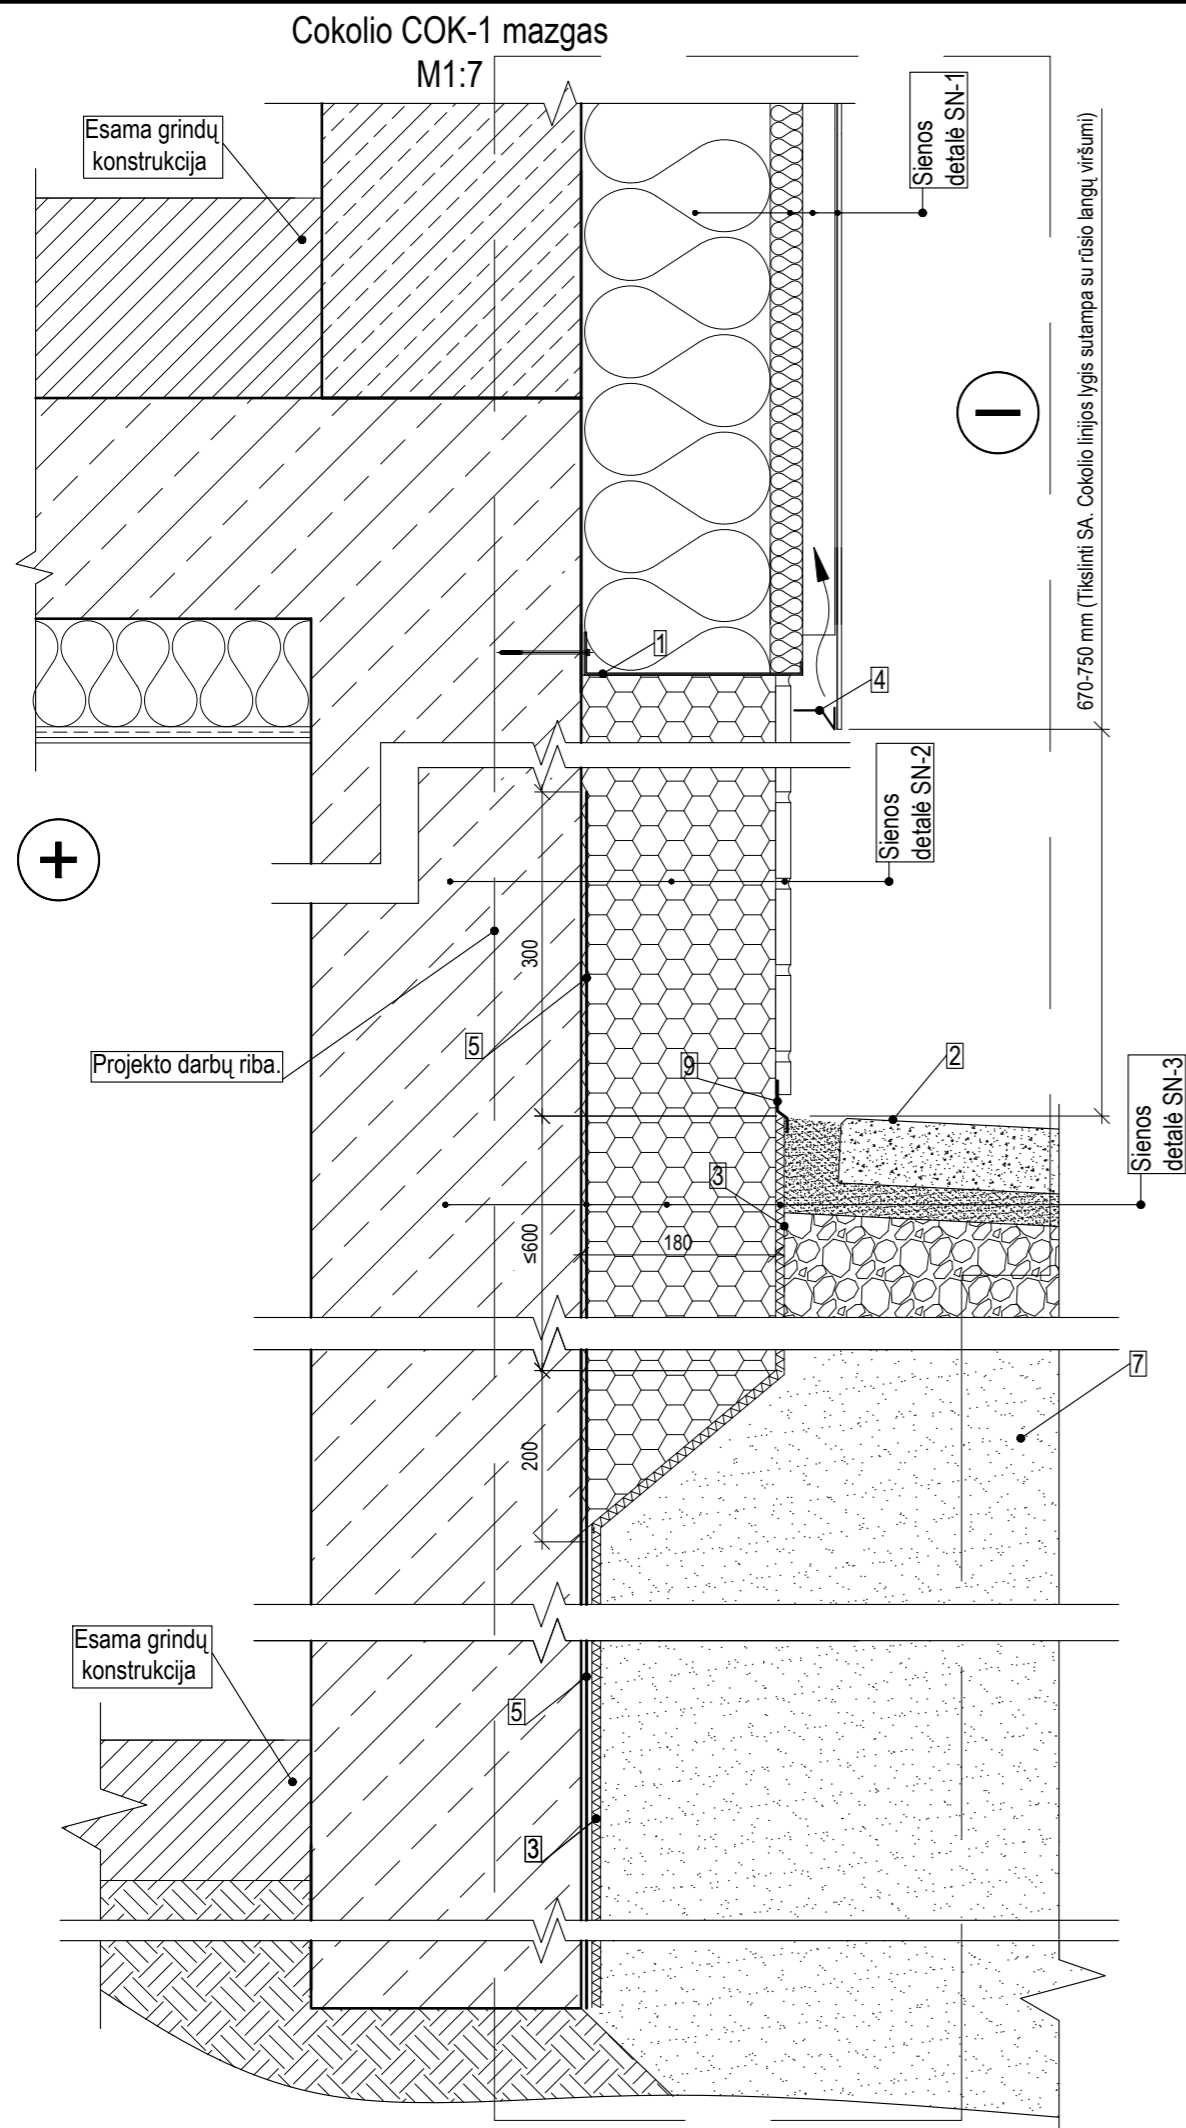 Cokolio COK-1 mazgas
M1:7
Esama grindų
konstrukcija
Sienos
detalė SN-1
670-750 mm (Tikslinti SA. Cokolio linijos lygis sutampa su rūsio langų viršumi)
1
4
Sienos
detalė SN-2
+
300
5
Projekto darbų riba.
9
2
Sienos
detalė SN-3
3
≤600
180
7
200
Esama grindų
konstrukcija
5
3